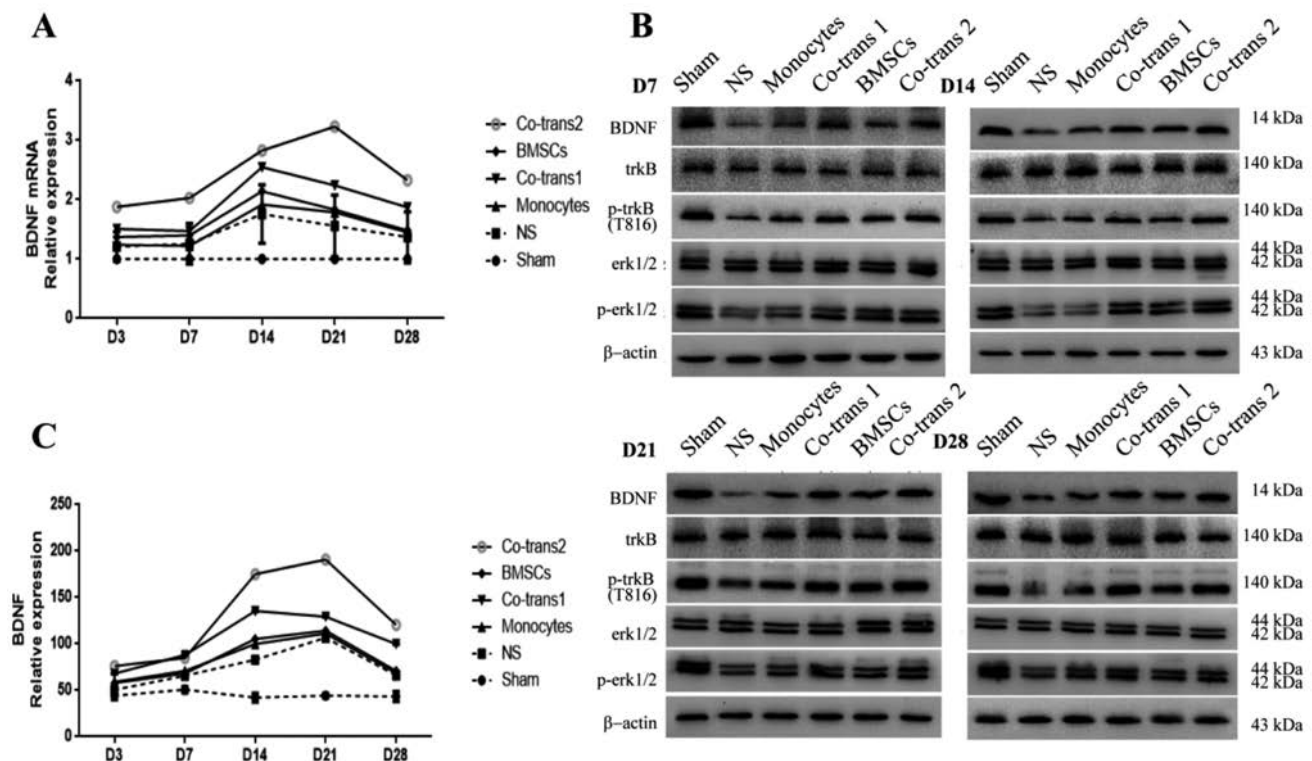 A
4
3
2
1
0
BDNF mRNA
Relative expression
D3 D7 D14 D21 D28
Co-trans2
BMSCs
Co-trans1
Monocytes
NS
Sham
B
D7
Sham NS Monocytes Co-trans 1 BMSCs Co-trans 2
D14
Sham NS Monocytes Co-trans 1 BMSCs Co-trans 2
BDNF
14 kDa
trkB
140 kDa
p-trkB
(T816)
140 kDa
erk1/2
44 kDa
42 kDa
p-erk1/2
44 kDa
42 kDa
β-actin
43 kDa
C
250
200
150
100
50
0
BDNF
Relative expression
D3 D7 D14 D21 D28
Co-trans2
BMSCs
Co-trans1
Monocytes
NS
Sham
D21
Sham NS Monocytes Co-trans 1 BMSCs Co-trans 2
D28
Sham NS Monocytes Co-trans 1 BMSCs Co-trans 2
BDNF
14 kDa
trkB
140 kDa
p-trkB
(T816)
140 kDa
erk1/2
44 kDa
42 kDa
p-erk1/2
44 kDa
42 kDa
β-actin
43 kDa